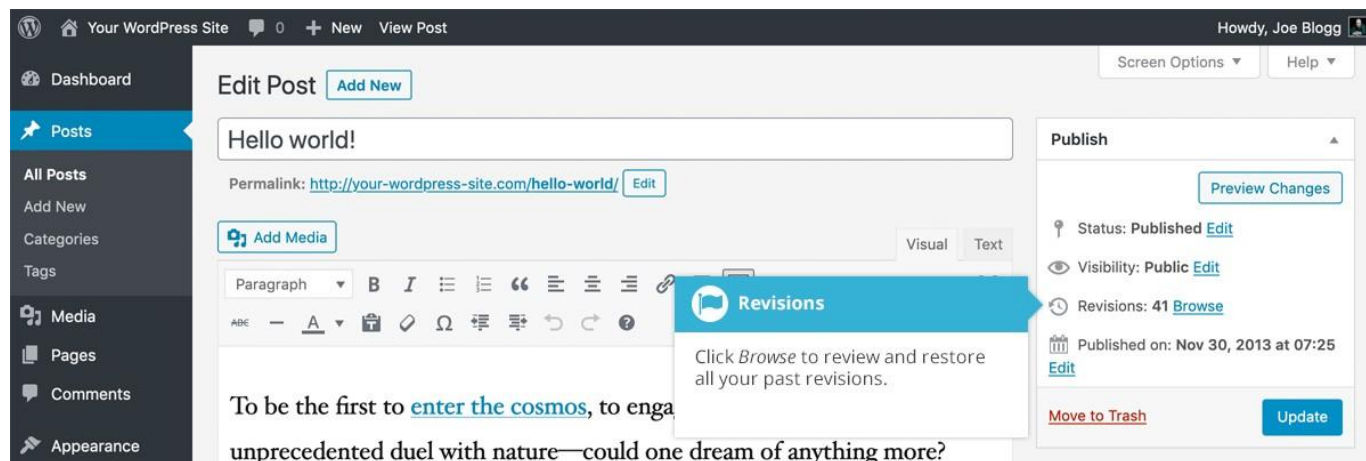 Your WordPress Site 0 + New View Post Howdy, Joe Blogg
Screen Options ▼ Help ▼
Dashboard
Posts
All Posts
Add New
Categories
Tags
Media
Pages
Comments
Appearance
Edit Post Add New
Hello world!
Permalink: http://your-wordpress-site.com/hello-world/ Edit
Add Media
Visual Text
Paragraph ▼ B I
ABE A ▼ Ω
To be the first to enter the cosmos, to enga
unprecedented duel with nature—could one dream of anything more?
Revisions
Click Browse to review and restore
all your past revisions.
Publish
Preview Changes
Status: Published Edit
Visibility: Public Edit
Revisions: 41 Browse
Published on: Nov 30, 2013 at 07:25
Edit
Move to Trash
Update